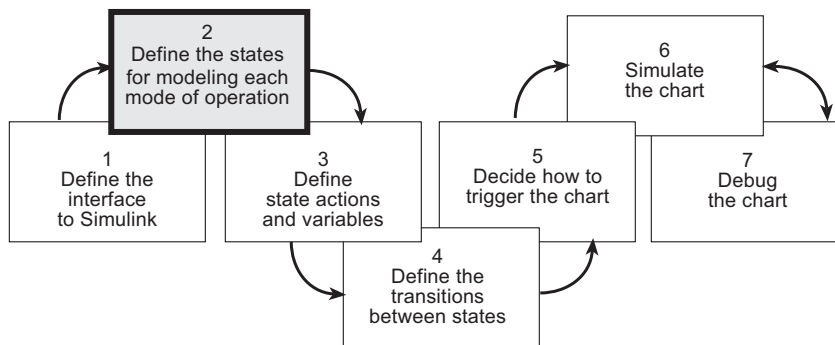 1
Define the
interface
to Simulink
2
Define the states
for modeling each
mode of operation
3
Define
state actions
and variables
4
Define the
transitions
between states
5
Decide how to
trigger the chart
6
Simulate
the chart
7
Debug
the chart